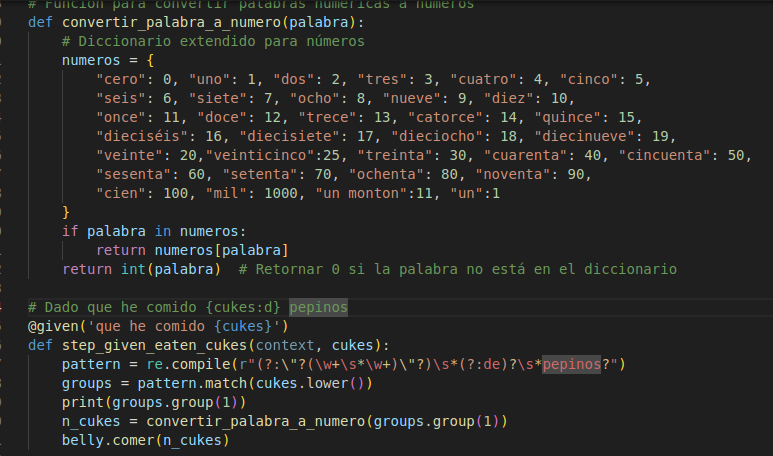 # Función para convertir palabras numéricas a números
def convertir_palabra_a_numero(palabra):
    # Diccionario extendido para números
    numeros = {
        "cero": 0, "uno": 1, "dos": 2, "tres": 3, "cuatro": 4, "cinco": 5,
        "seis": 6, "siete": 7, "ocho": 8, "nueve": 9, "diez": 10,
        "once": 11, "doce": 12, "trece": 13, "catorce": 14, "quince": 15,
        "dieciséis": 16, "diecisiete": 17, "dieciocho": 18, "diecinueve": 19,
        "veinte": 20,"veinticinco":25, "treinta": 30, "cuarenta": 40, "cincuenta": 50,
        "sesenta": 60, "setenta": 70, "ochenta": 80, "noventa": 90,
        "cien": 100, "mil": 1000, "un monton":11, "un":1
    }
    if palabra in numeros:
        return numeros[palabra]
    return int(palabra)  # Retornar 0 si la palabra no está en el diccionario
# Dado que he comido {cukes:d} pepinos
@given('que he comido {cukes}')
def step_given_eaten_cukes(context, cukes):
    pattern = re.compile(r"(?:\"?(\w+\s*\w+)\"?)\s*(?:de)?\s*pepinos?")
    groups = pattern.match(cukes.lower())
    print(groups.group(1))
    n_cukes = convertir_palabra_a_numero(groups.group(1))
    belly.comer(n_cukes)